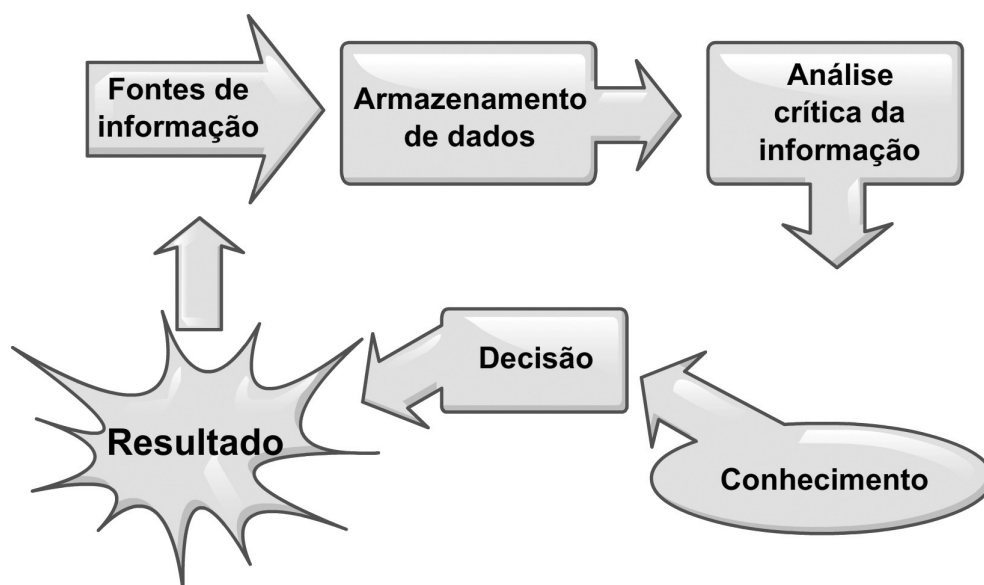 Fontes de
informação
Armazenamento
de dados
Análise
crítica da
informação
Conhecimento
Decisão
Resultado